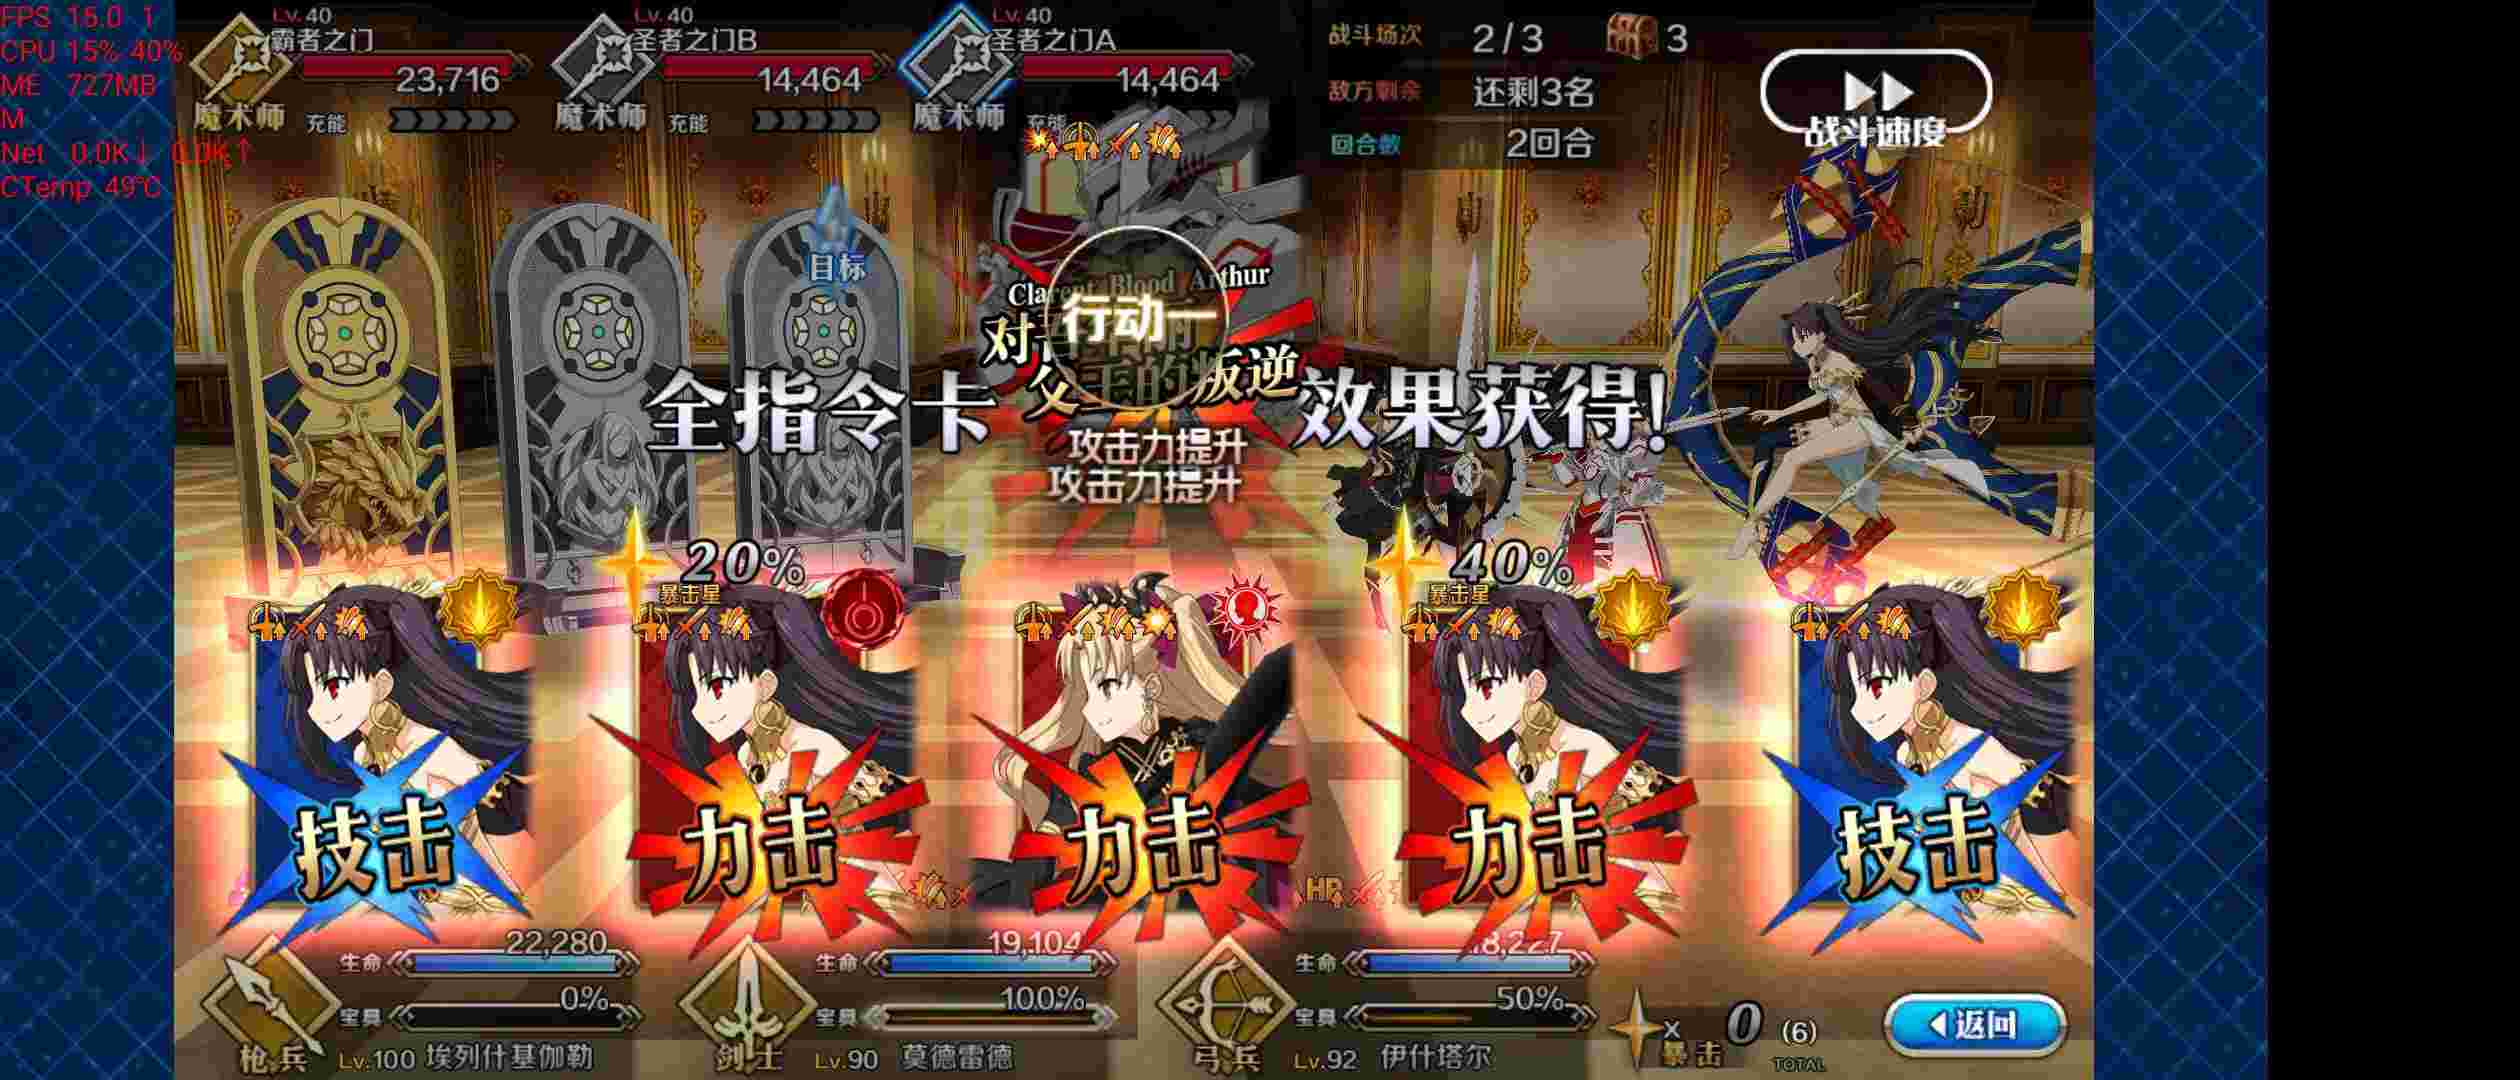 FPS 15.0 1
CPU 15% 40%
ME 727MB
M
Net 0.0K↓ 0.0K↑
CTemp 49°C
Lv.40
霸者之门
23,716
魔术师
充能
Lv.40
圣者之门B
14,464
魔术师
充能
Lv.40
圣者之门A
14,464
魔术师
充能
战斗场次 2/3
3
敌方剩余 还剩3名
回合数 2回合
战斗速度
目标
Clarent Blood Arthur
行动一
父王的叛逆
全指令卡
效果获得!
攻击力提升
攻击力提升
20%
暴击星
40%
暴击星
技击
力击
力击
力击
技击
HP
生命 22,280
宝具 0%
枪兵 Lv.100 埃列什基伽勒
生命 19,104
宝具 100%
剑士 Lv.90 莫德雷德
生命
宝具 50%
弓兵 Lv.92 伊什塔尔
x 0 (6)
暴击 TOTAL
返回